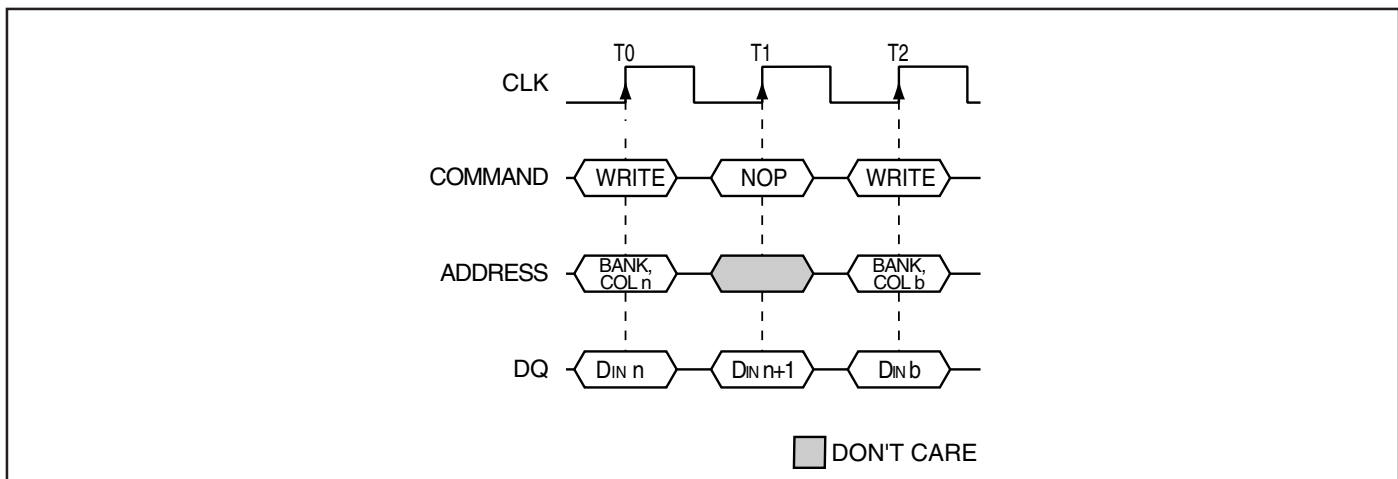 T0 T1 T2
CLK
COMMAND WRITE NOP WRITE
ADDRESS BANK, COL n BANK, COL b
DQ DIN n DIN n+1 DIN b
DON'T CARE